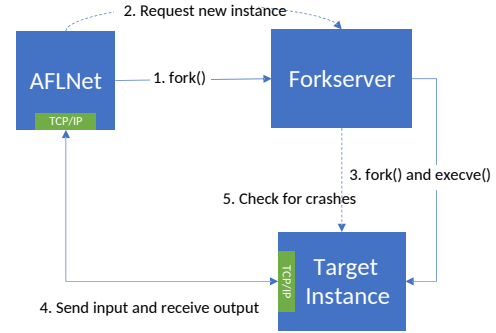 2. Request new instance
AFLNet
TCP/IP
1. fork()
Forkserver
3. fork() and execve()
5. Check for crashes
TCP/IP
Target
Instance
4. Send input and receive output